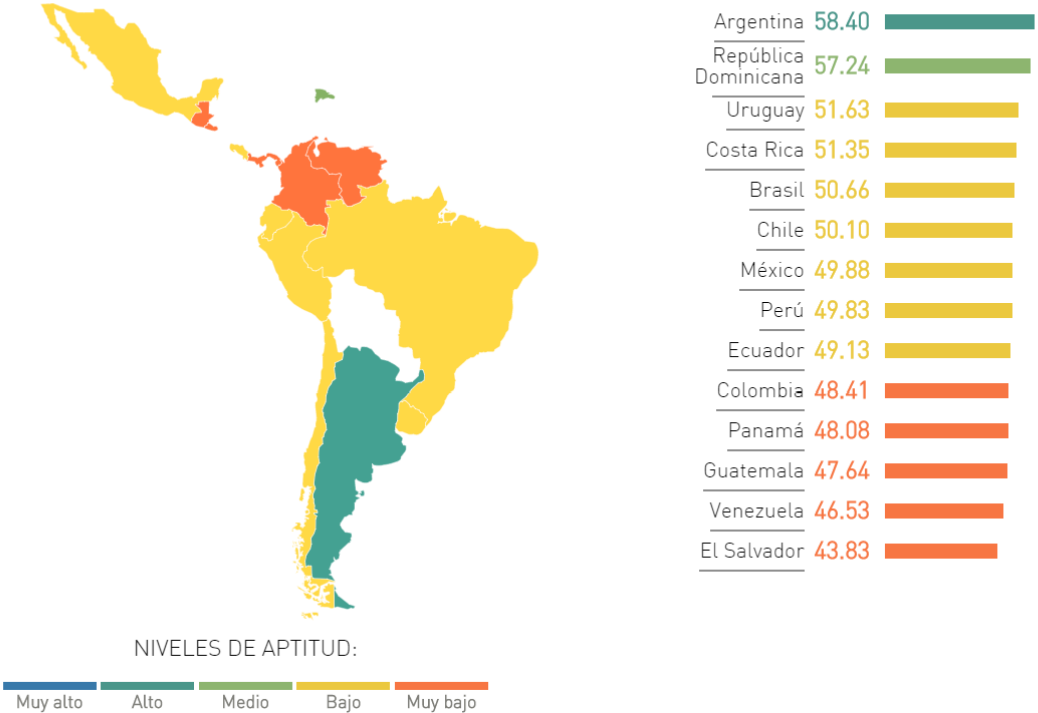 Argentina 58.40
República
Dominicana 57.24
Uruguay 51.63
Costa Rica 51.35
Brasil 50.66
Chile 50.10
México 49.88
Perú 49.83
Ecuador 49.13
Colombia 48.41
Panamá 48.08
Guatemala 47.64
Venezuela 46.53
El Salvador 43.83
NIVELES DE APTITUD:
Muy alto Alto Medio Bajo Muy bajo